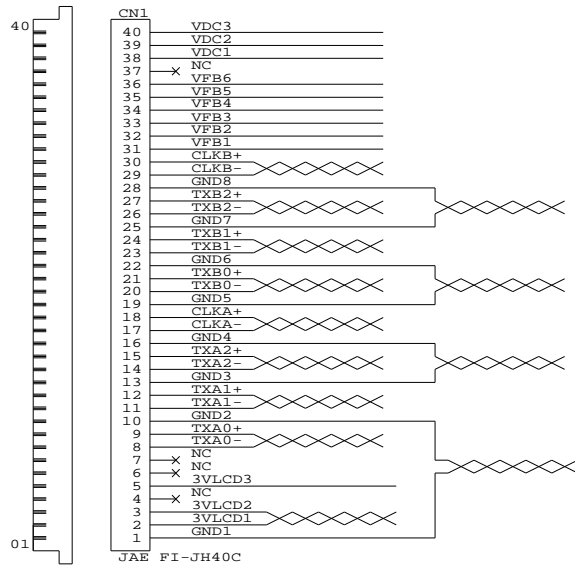 CN1
40
01
40 VDC3
39 VDC2
38 VDC1
37 NC
36 VFB6
35 VFB5
34 VFB4
33 VFB3
32 VFB2
31 VFB1
30 CLKB+
29 CLKB-
28 GND8
27 TXB2+
26 TXB2-
25 GND7
24 TXB1+
23 TXB1-
22 GND6
21 TXB0+
20 TXB0-
19 GND5
18 CLKA+
17 CLKA-
16 GND4
15 TXA2+
14 TXA2-
13 GND3
12 TXA1+
11 TXA1-
10 GND2
9 TXA0+
8 TXA0-
7 NC
6 NC
5 3VLCD3
4 NC
3 3VLCD2
2 3VLCD1
1 GND1
JAE FI-JH40C